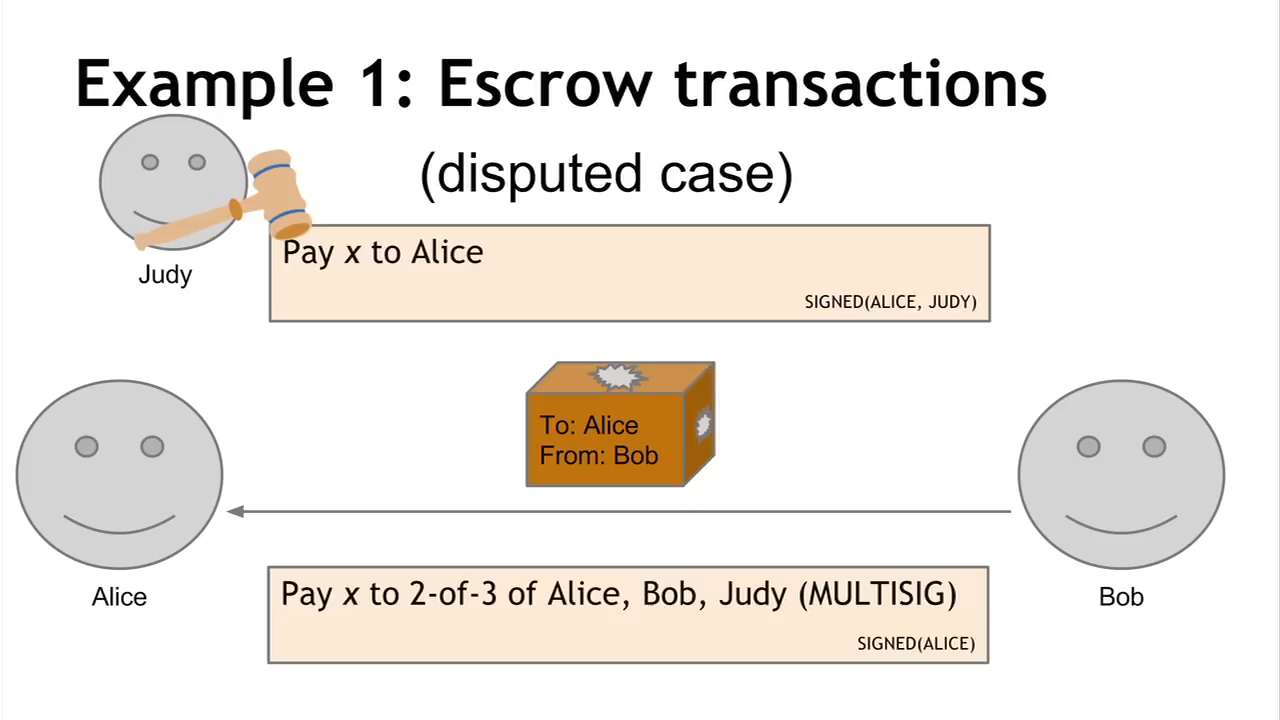 Example 1: Escrow transactions
(disputed case)
Judy
Pay x to Alice
SIGNED(ALICE, JUDY)
To: Alice
From: Bob
Alice
Bob
Pay x to 2-of-3 of Alice, Bob, Judy (MULTISIG)
SIGNED(ALICE)